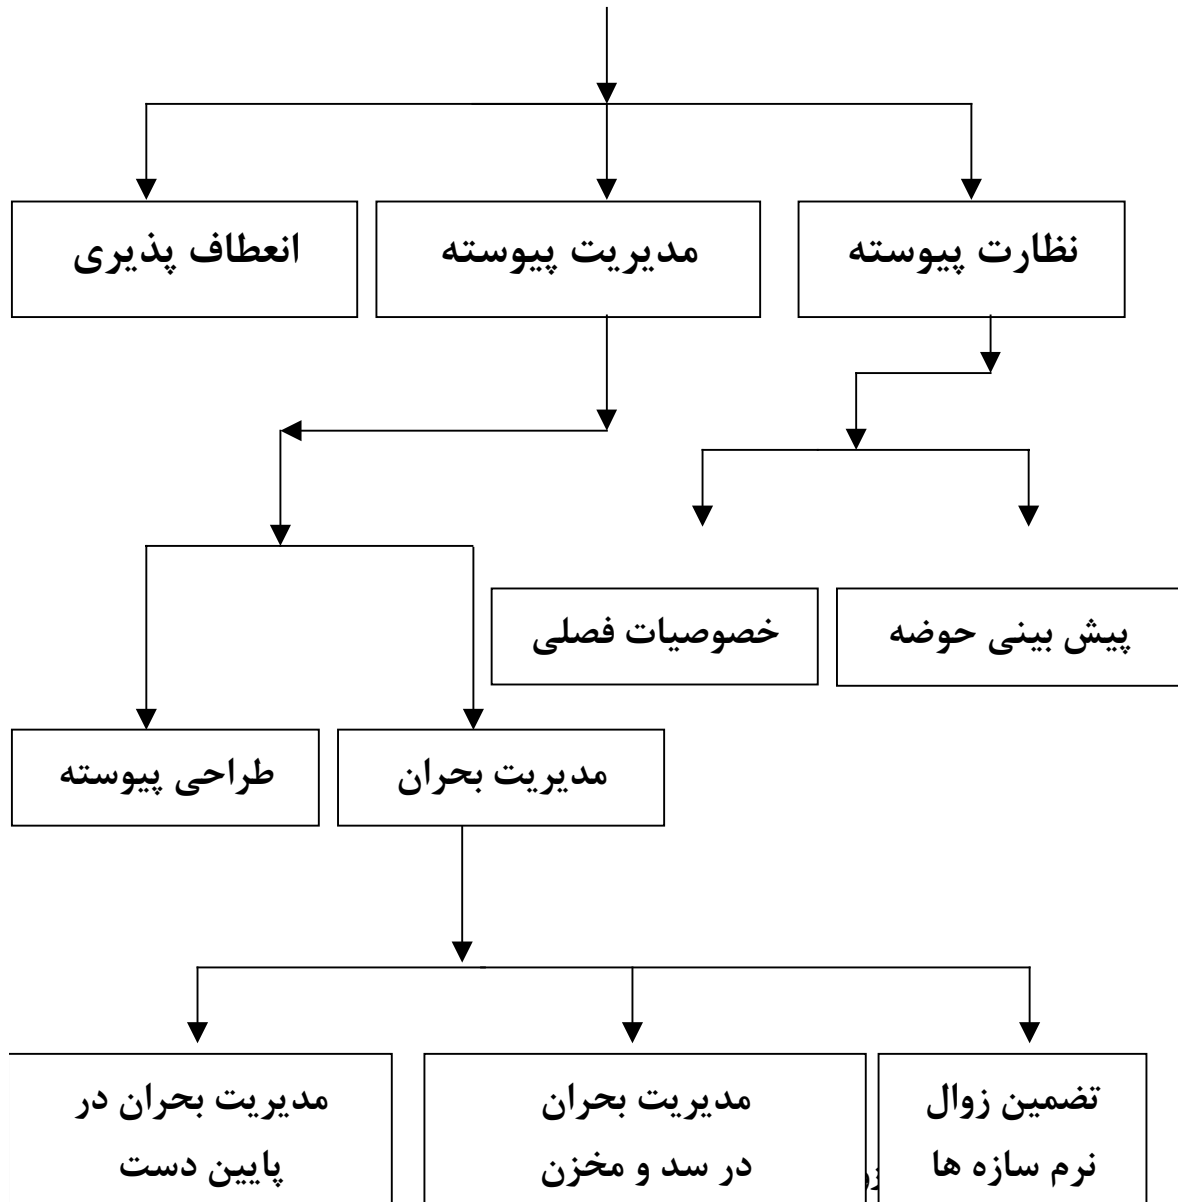 نظارت پیوسته
مدیریت پیوسته
انعطاف پذیری
پیش بینی حوضه
خصوصیات فصلی
مدیریت بحران
طراحی پیوسته
تضمین زوال
نرم سازه ها
مدیریت بحران
در سد و مخزن
مدیریت بحران در
پایین دست